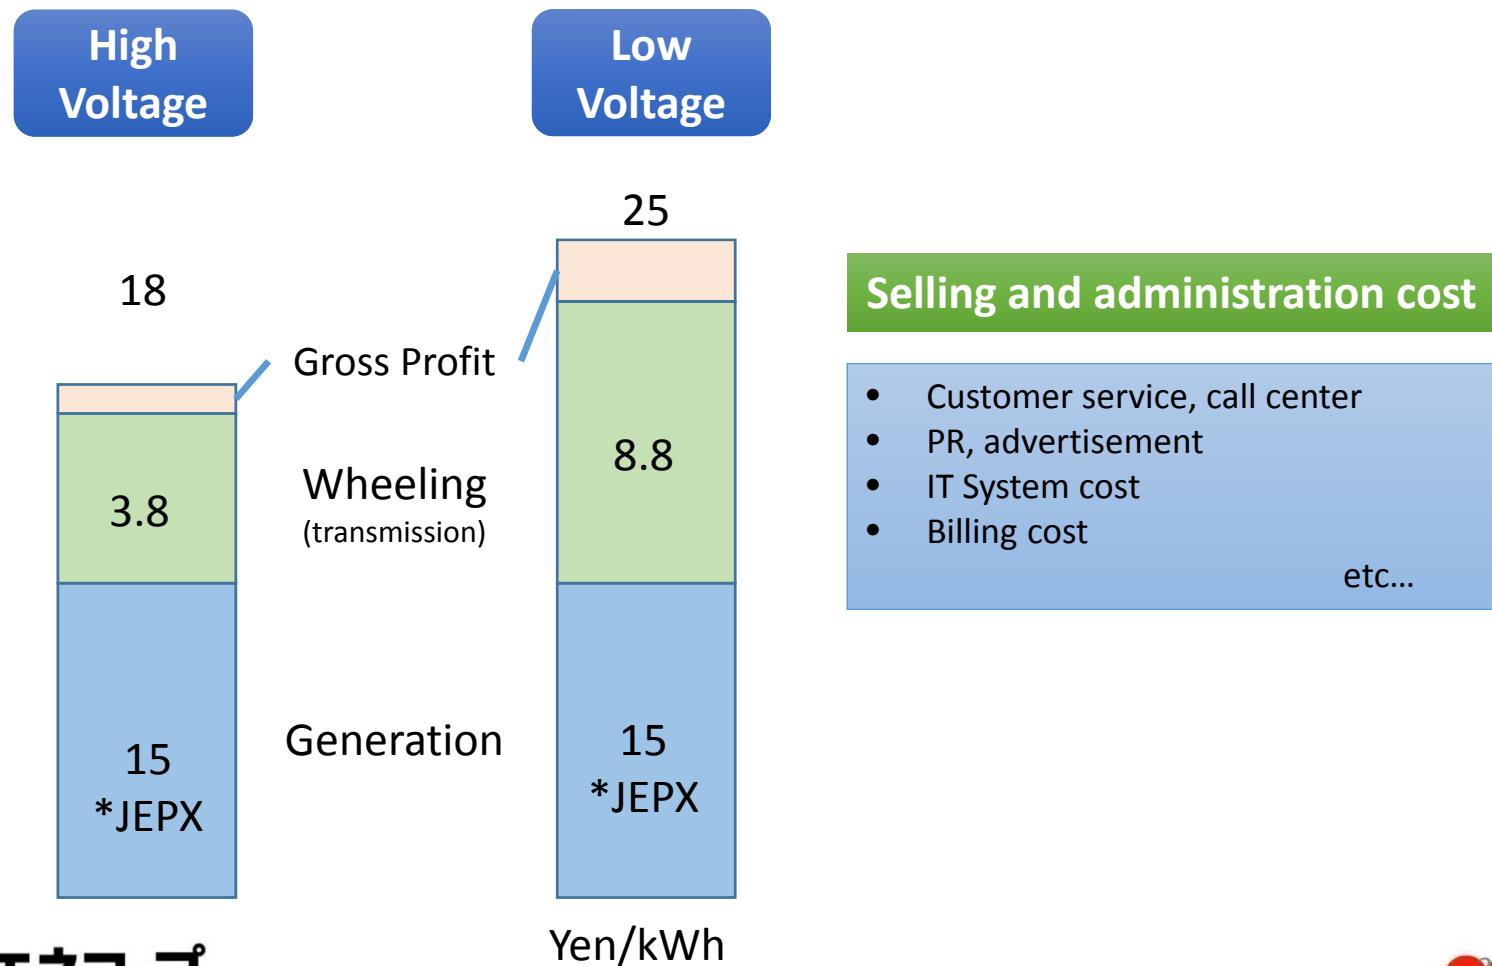 High
Voltage
Low
Voltage
18
25
Gross Profit
3.8
Wheeling
(transmission)
8.8
15
*JEPX
Generation
15
*JEPX
Yen/kWh
Selling and administration cost
• Customer service, call center
• PR, advertisement
• IT System cost
• Billing cost
etc...